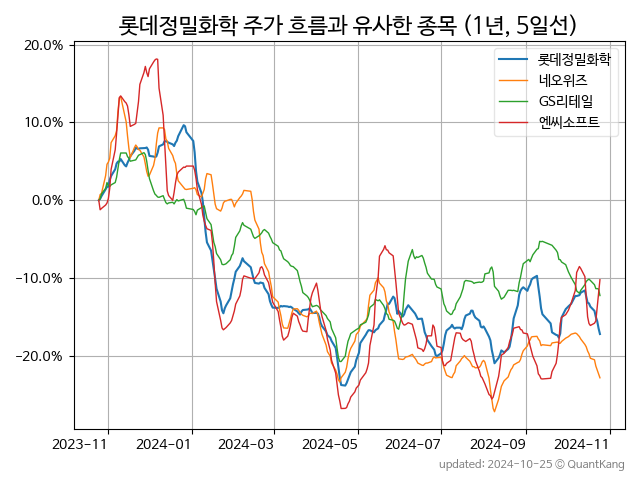 롯데정밀화학 주가 흐름과 유사한 종목 (1년, 5일선)
롯데정밀화학
네오위즈
GS리테일
엔씨소프트
20.0%
10.0%
0.0%
-10.0%
-20.0%
2023-11 2024-01 2024-03 2024-05 2024-07 2024-09 2024-11
updated: 2024-10-25 © QuantKang